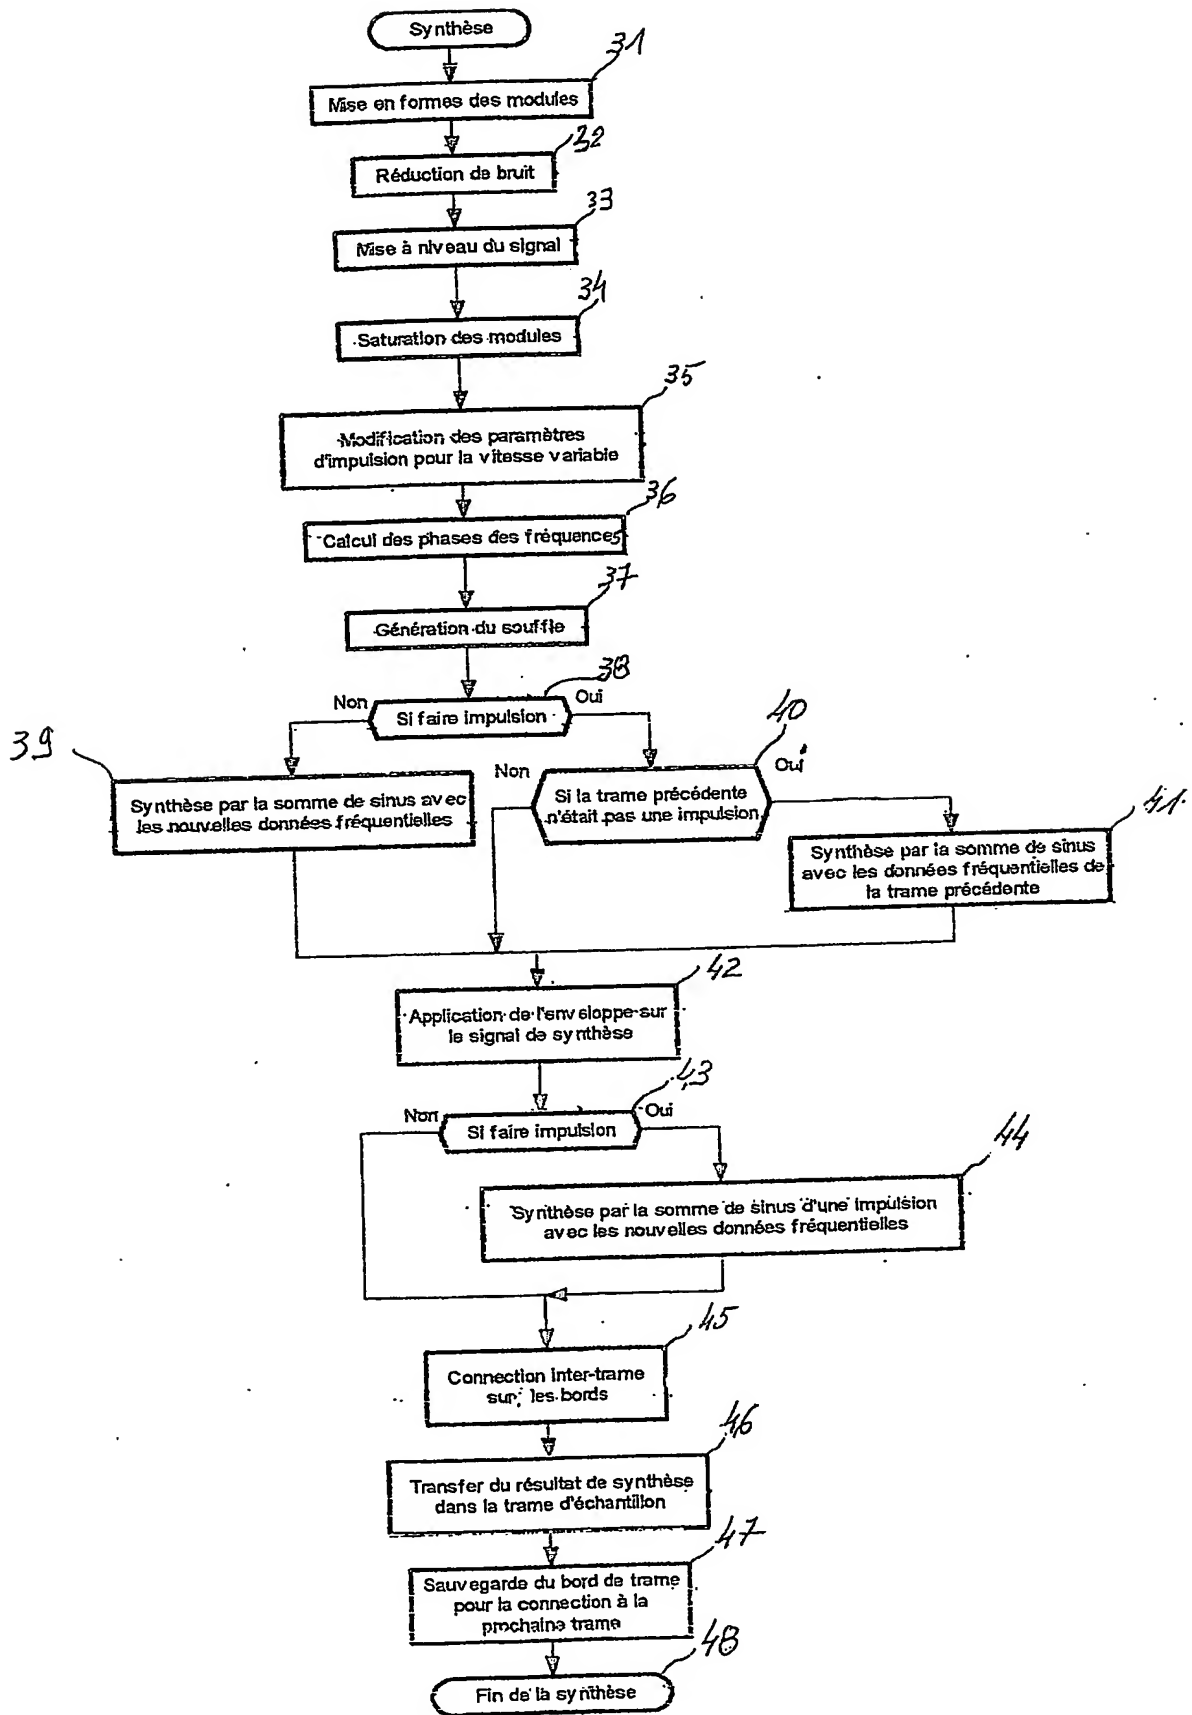 Synthèse
31
Mise en formes des modules
32
Réduction de bruit
33
Mise à niveau du signal
34
Saturation des modules
35
Modification des paramètres
d'impulsion pour la vitesse variable
36
Calcul des phases des fréquences
37
Génération du souffle
38
Non
Oui
Si faire impulsion
39
40
Non
Oui
Synthèse par la somme de sinus avec
les nouvelles données fréquentielles
Si la trame précédente
n'était pas une impulsion
41
Synthèse par la somme de sinus
avec les données fréquentielles de
la trame précédente
42
Application de l'enveloppe sur
le signal de synthèse
43
Non
Oui
Si faire impulsion
44
Synthèse par la somme de sinus d'une impulsion
avec les nouvelles données fréquentielles
45
Connection inter-trame
sur les bords
46
Transfer du résultat de synthèse
dans la trame d'échantillon
47
Sauvegarde du bord de trame
pour la connection à la
prochaine trame
48
Fin de la synthèse